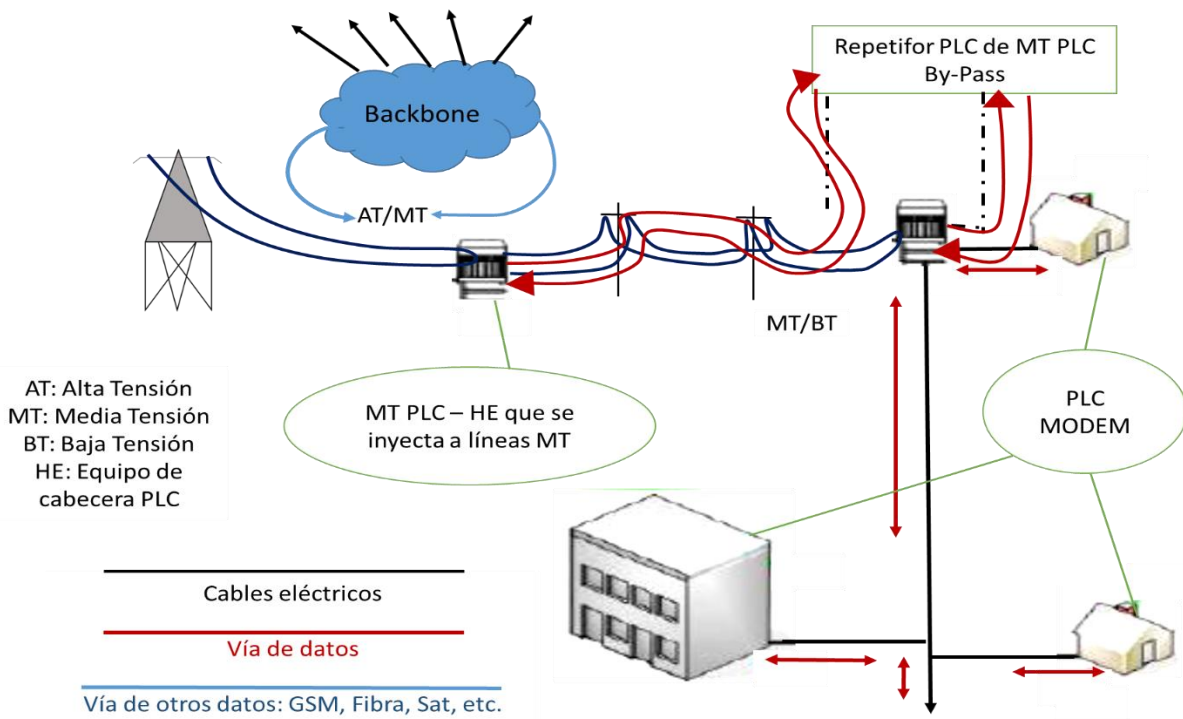 Repetifor PLC de MT PLC
By-Pass
Backbone
AT/MT
MT/BT
AT: Alta Tensión
MT: Media Tensión
BT: Baja Tensión
HE: Equipo de
cabecera PLC
MT PLC – HE que se
inyecta a líneas MT
PLC
MODEM
Cables eléctricos
Vía de datos
Vía de otros datos: GSM, Fibra, Sat, etc.